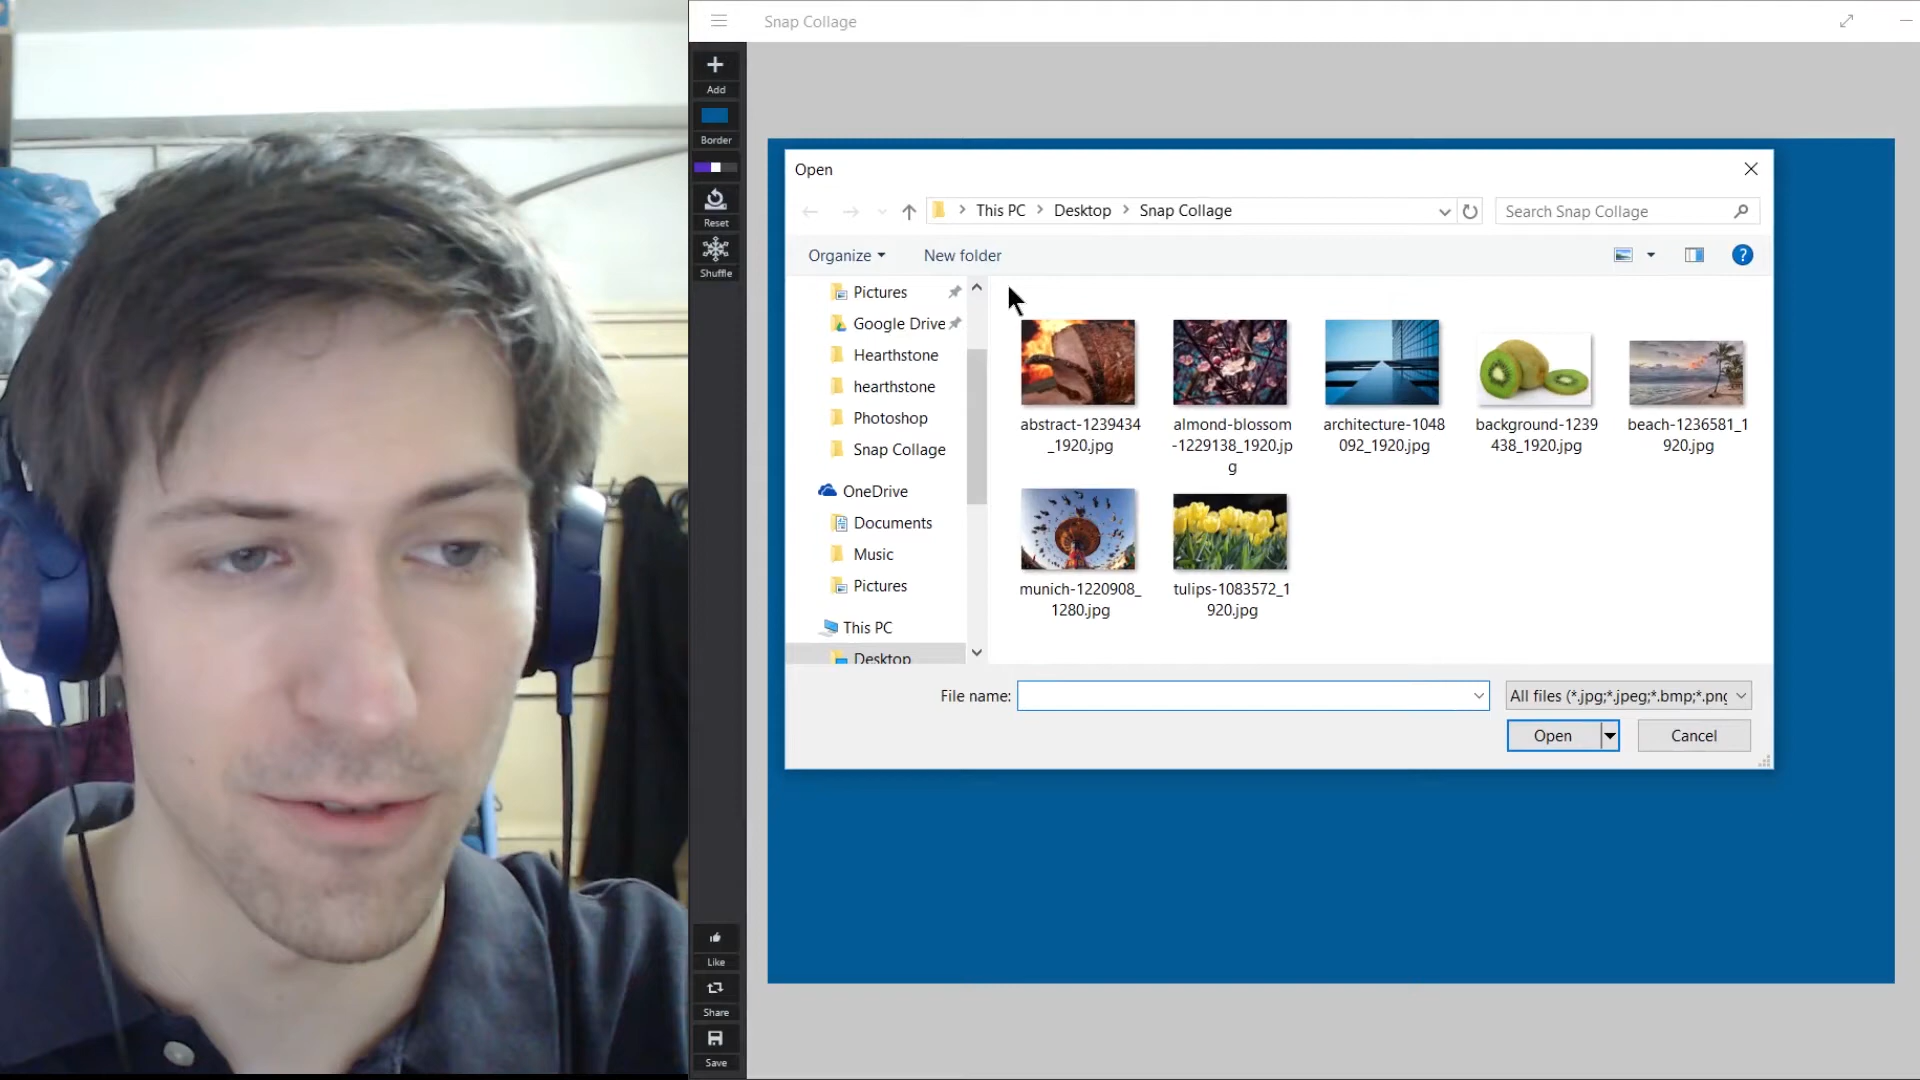 Snap Collage
Add
Border
Reset
Shuffle
Like
Share
Save
Open
This PC > Desktop > Snap Collage
Search Snap Collage
Organize
New folder
?
Pictures
Google Drive
Hearthstone
hearthstone
Photoshop
Snap Collage
OneDrive
Documents
Music
Pictures
This PC
Desktop
abstract-1239434
_1920.jpg
almond-blossom
-1229138_1920.jp
g
architecture-1048
092_1920.jpg
background-1239
438_1920.jpg
beach-1236581_1
920.jpg
munich-1220908_
1280.jpg
tulips-1083572_1
920.jpg
File name:
All files (*.jpg;*.jpeg;*.bmp;*.png
Open
Cancel